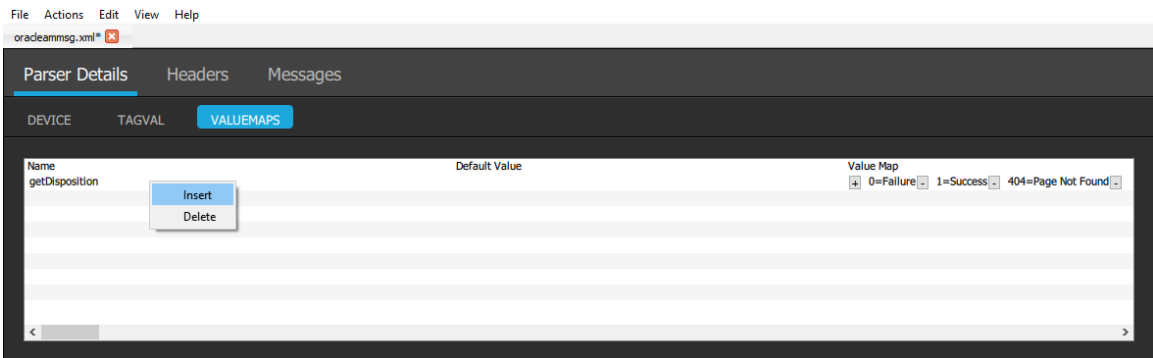 File Actions Edit View Help
oracleammsg.xml*
Parser Details Headers Messages
DEVICE TAGVAL VALUEMAPS
Name Default Value Value Map
getDisposition + 0=Failure - 1=Success - 404=Page Not Found -
Insert
Delete